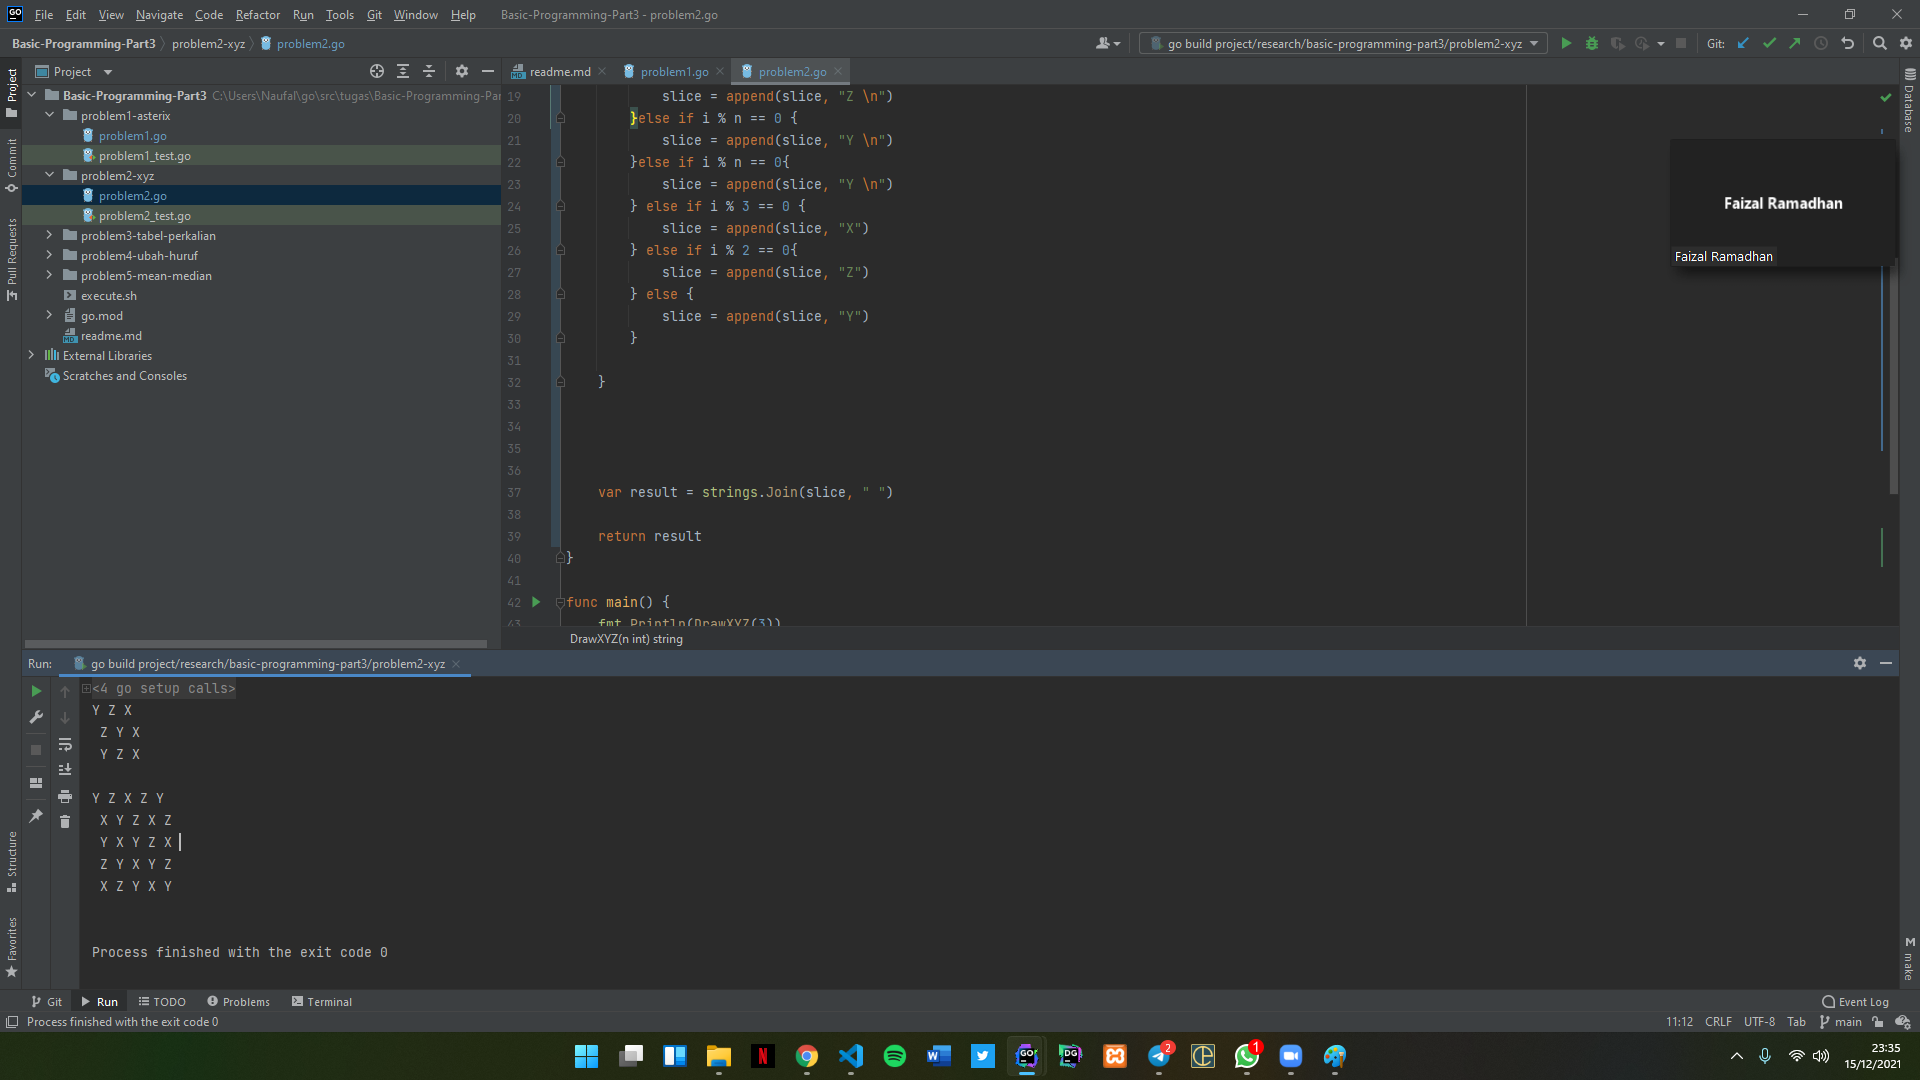 GO File Edit View Navigate Code Refactor Run Tools Git Window Help Basic-Programming-Part3 - problem2.go
Basic-Programming-Part3 problem2-xyz problem2.go
go build project/research/basic-programming-part3/problem2-xyz
Git:
Project
readme.md problem1.go problem2.go
Project
Commit
Pull Requests
Structure
Favorites
Database
make
Basic-Programming-Part3 C:\Users\Naufal\go\src\tugas\Basic-Programming-Par
problem1-asterix
problem1.go
problem1_test.go
problem2-xyz
problem2.go
problem2_test.go
problem3-tabel-perkalian
problem4-ubah-huruf
problem5-mean-median
execute.sh
go.mod
readme.md
External Libraries
Scratches and Consoles
19 slice = append(slice, "Z \n")
20 }else if i % n == 0 {
21 slice = append(slice, "Y \n")
22 }else if i % n == 0{
23 slice = append(slice, "Y \n")
24 } else if i % 3 == 0 {
25 slice = append(slice, "X")
26 } else if i % 2 == 0{
27 slice = append(slice, "Z")
28 } else {
29 slice = append(slice, "Y")
30 }
31
32 }
33
34
35
36
37 var result = strings.Join(slice, " ")
38
39 return result
40 }
41
42 func main() {
43 fmt.Println(DrawXYZ(3))
DrawXYZ(n int) string
Faizal Ramadhan
Faizal Ramadhan
Run: go build project/research/basic-programming-part3/problem2-xyz
<4 go setup calls>
Y Z X
Z Y X
Y Z X
Y Z X Z Y
X Y Z X Z
Y X Y Z X
Z Y X Y Z
X Z Y X Y
Process finished with the exit code 0
Git Run TODO Problems Terminal Event Log
Process finished with the exit code 0 11:12 CRLF UTF-8 Tab main
2
1
23:35
15/12/2021